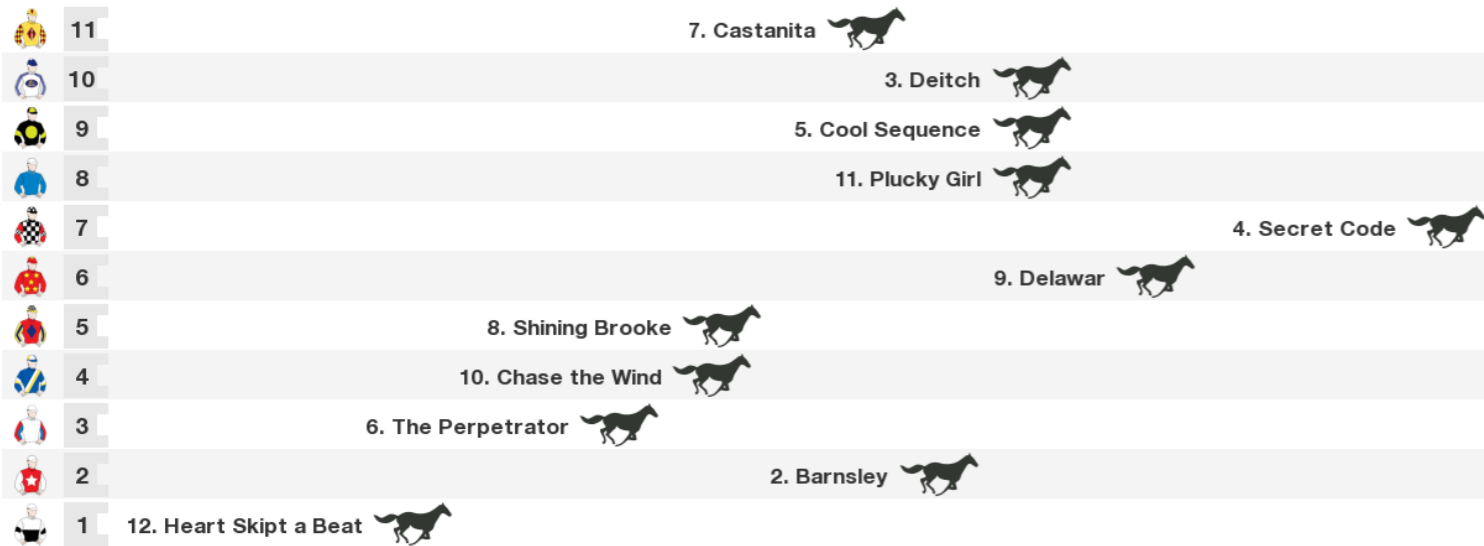 11 7. Castanita
10 3. Deitch
9 5. Cool Sequence
8 11. Plucky Girl
7 4. Secret Code
6 9. Delawar
5 8. Shining Brooke
4 10. Chase the Wind
3 6. The Perpetrator
2 2. Barnsley
1 12. Heart Skipt a Beat